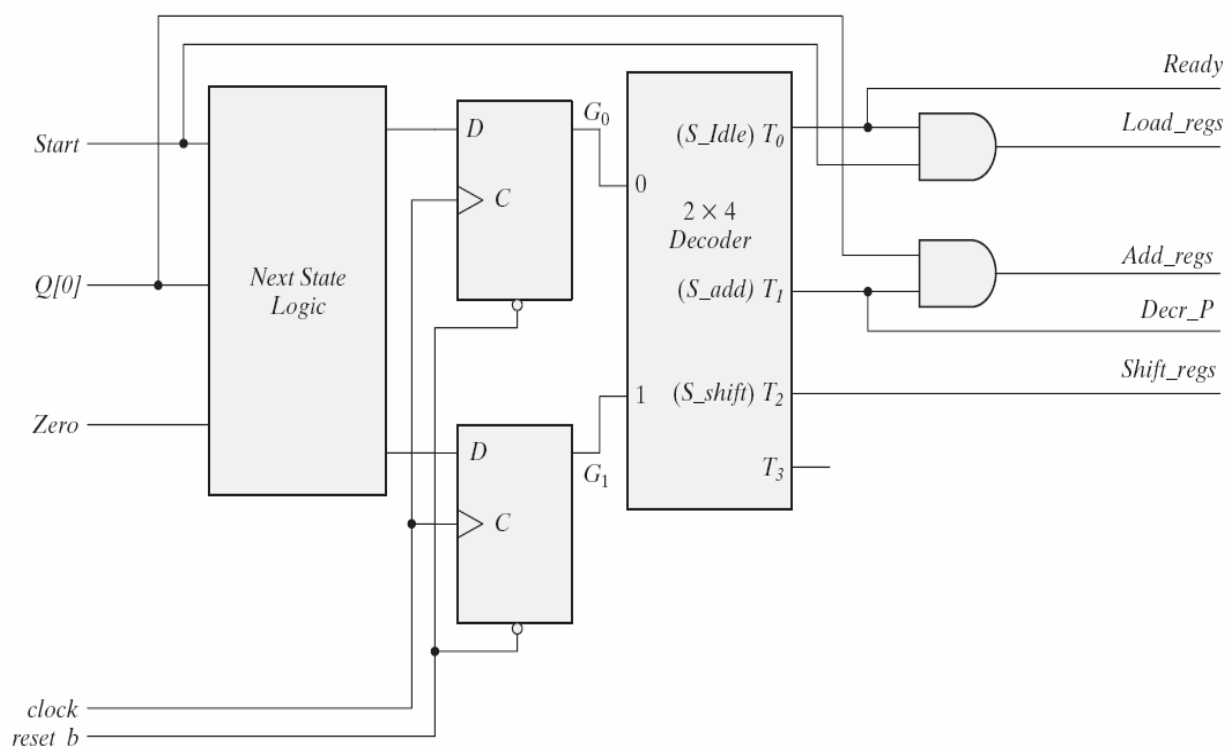 Ready
Load_regs
Start
D
G₀
(S_Idle) T₀
C
0
2 × 4
Decoder
Q[0]
Next State
Logic
(S_add) T₁
Add_regs
Decr_P
Shift_regs
1
(S_shift) T₂
Zero
D
G₁
T₃
C
clock
reset_b